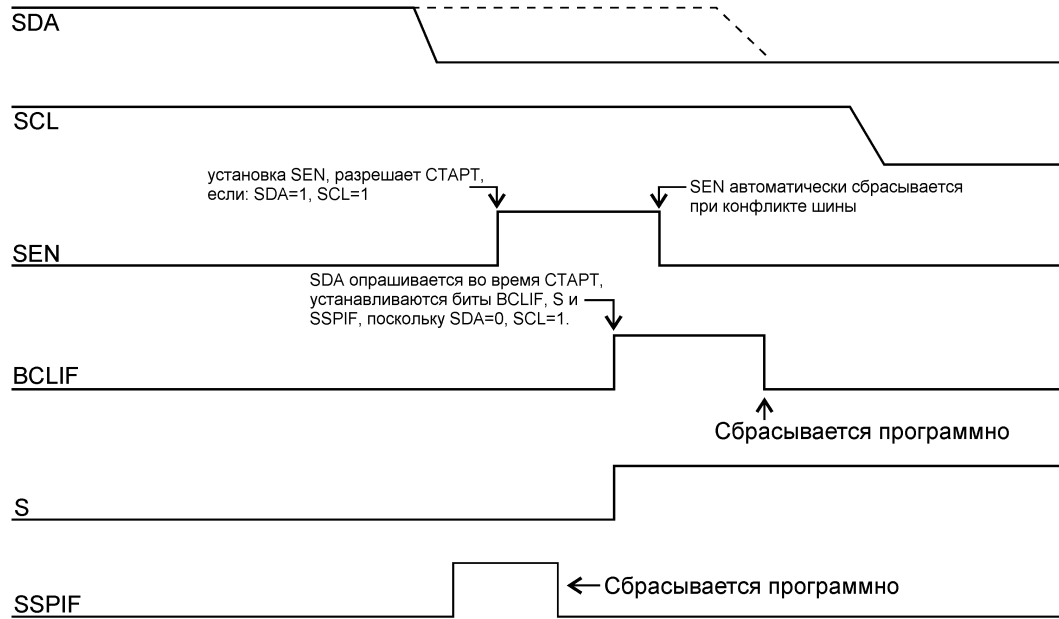 SDA
SCL
установка SEN, разрешает СТАРТ,
если: SDA=1, SCL=1
SEN автоматически сбрасывается
при конфликте шины
SEN
SDA опрашивается во время СТАРТ,
устанавливаются биты BCLIF, S и
SSPIF, поскольку SDA=0, SCL=1.
BCLIF
Сбрасывается программно
S
Сбрасывается программно
SSPIF